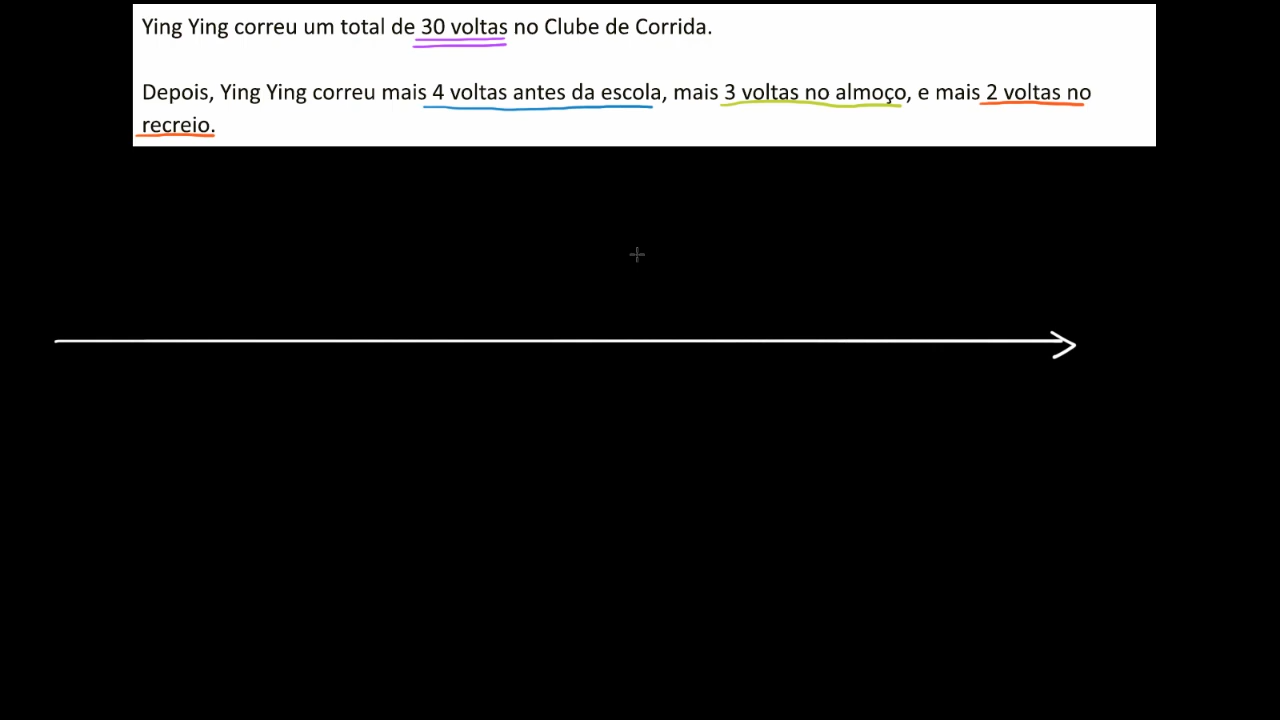 Ying Ying correu um total de 30 voltas no Clube de Corrida.
Depois, Ying Ying correu mais 4 voltas antes da escola, mais 3 voltas no almoço, e mais 2 voltas no
recreio.